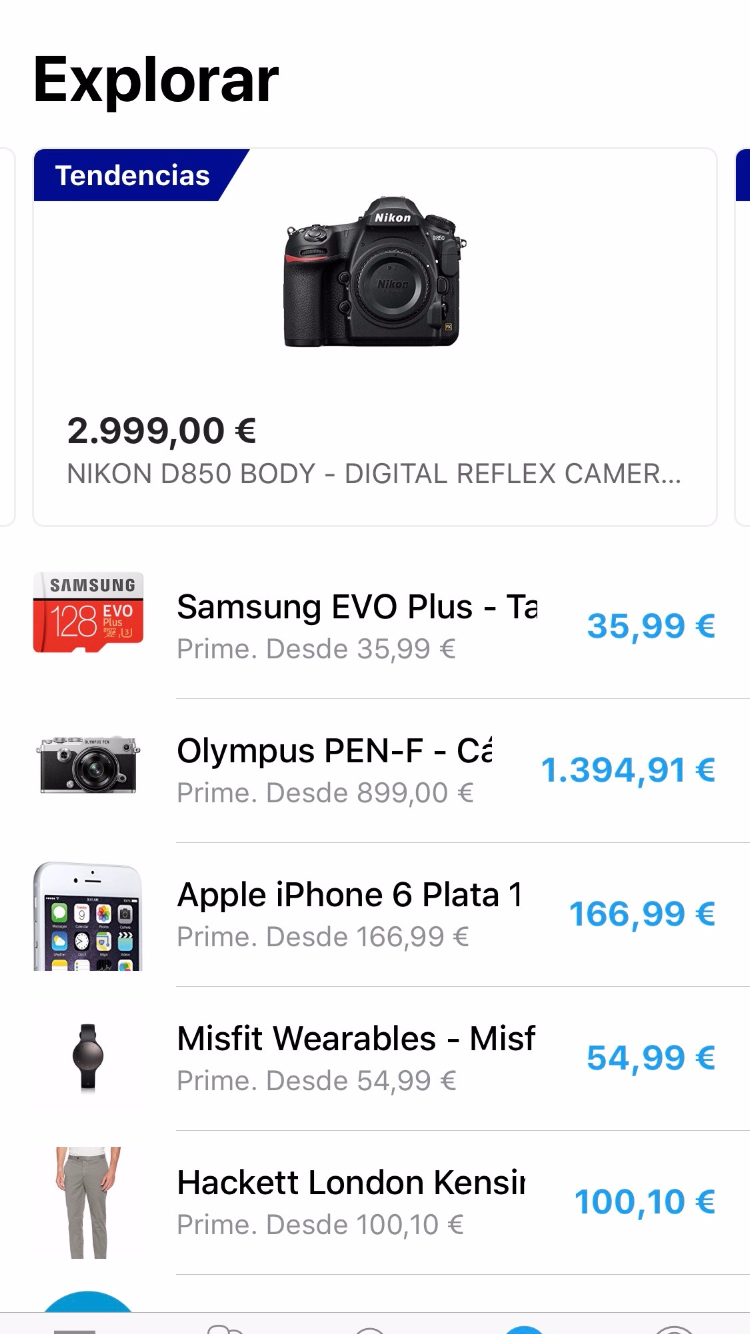 Explorar
Tendencias
Nikon
D850
Nikon
2.999,00 €
NIKON D850 BODY - DIGITAL REFLEX CAMER...
SAMSUNG
128 EVO
Plus
Samsung EVO Plus - Ta
35,99 €
Prime. Desde 35,99 €
OLYMPUS PEN
Olympus PEN-F - Cá
1.394,91 €
Prime. Desde 899,00 €
Apple iPhone 6 Plata 1
166,99 €
Prime. Desde 166,99 €
Misfit Wearables - Misf
54,99 €
Prime. Desde 54,99 €
Hackett London Kensin
100,10 €
Prime. Desde 100,10 €